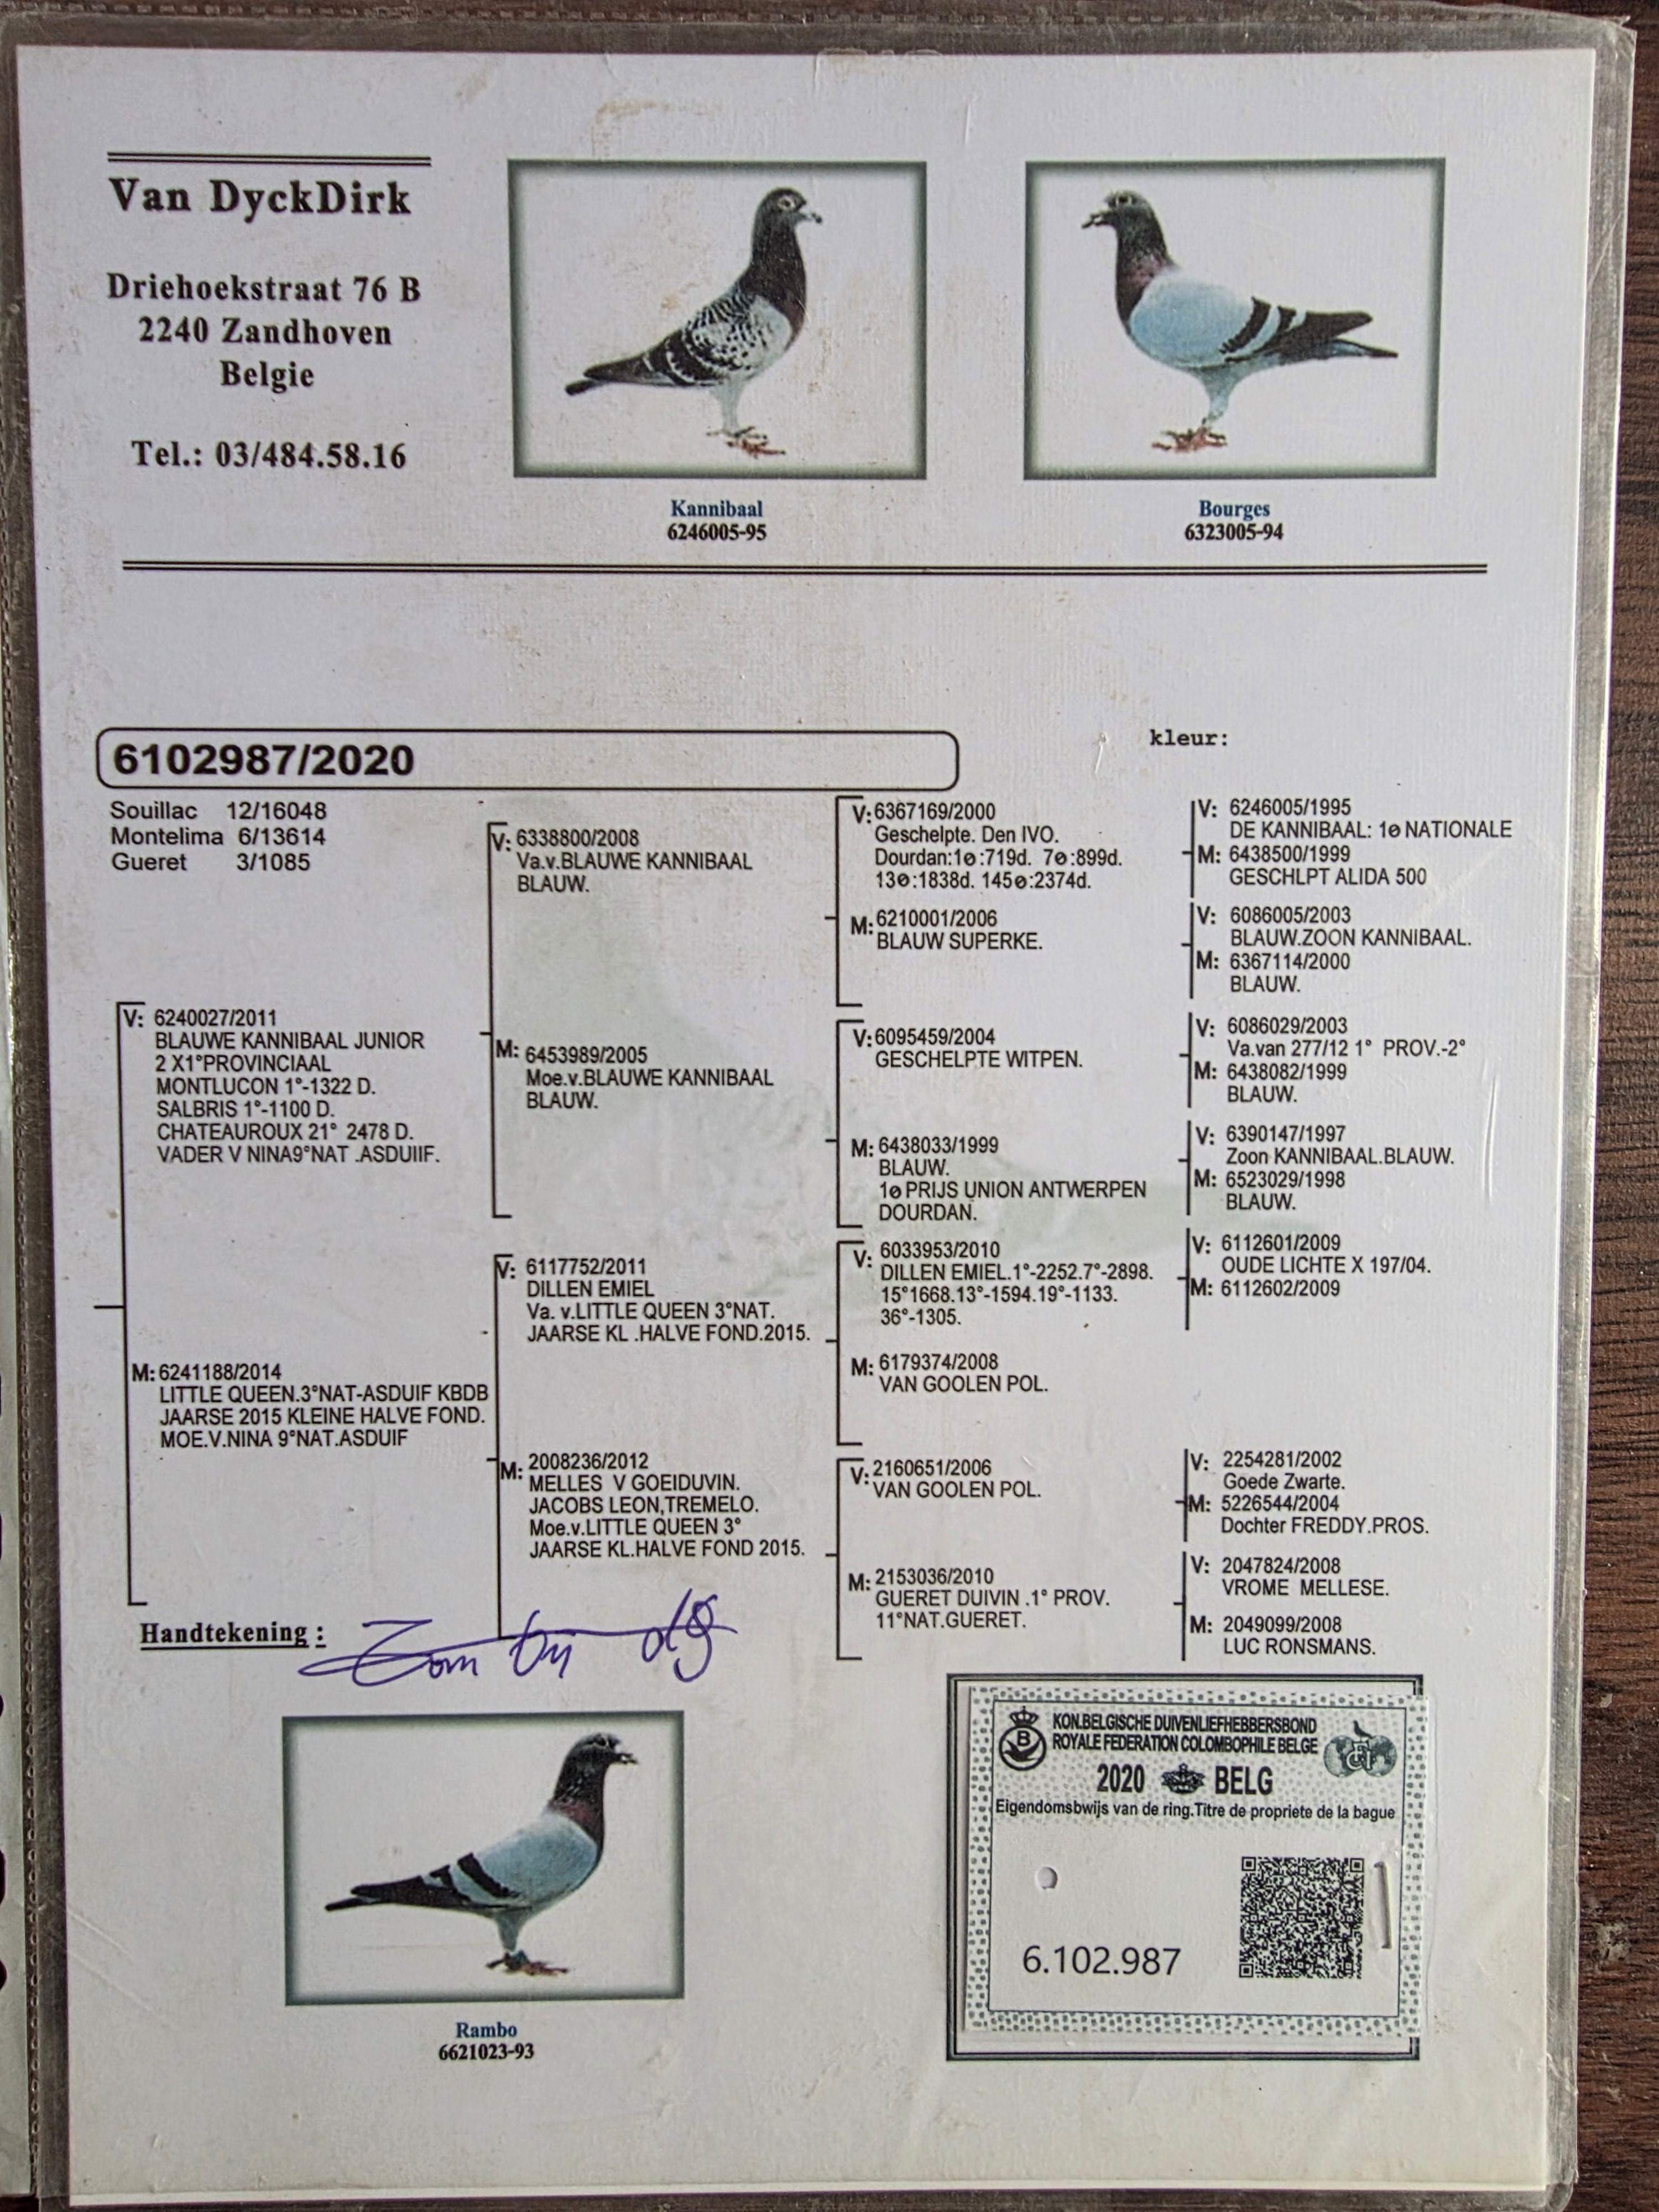 Van DyckDirk
Driehoekstraat 76 B
2240 Zandhoven
Belgie
Tel.: 03/484.58.16
Kannibaal
6246005-95
Bourges
6323005-94
6102987/2020
kleur:
Souillac 12/16048
Montelima 6/13614
Gueret 3/1085
V: 6240027/2011
BLAUWE KANNIBAAL JUNIOR
2 X1°PROVINCIAAL
MONTLUCON 1°-1322 D.
SALBRIS 1°-1100 D.
CHATEAUROUX 21° 2478 D.
VADER V NINA9°NAT .ASDUIIF.
M: 6241188/2014
LITTLE QUEEN.3°NAT-ASDUIF KBDB
JAARSE 2015 KLEINE HALVE FOND.
MOE.V.NINA 9°NAT.ASDUIF
V: 6338800/2008
Va.v.BLAUWE KANNIBAAL
BLAUW.
M: 6453989/2005
Moe.v.BLAUWE KANNIBAAL
BLAUW.
V: 6117752/2011
DILLEN EMIEL
Va. v.LITTLE QUEEN 3°NAT.
JAARSE KL .HALVE FOND.2015.
M: 2008236/2012
MELLES V GOEIDUVIN.
JACOBS LEON,TREMELO.
Moe.v.LITTLE QUEEN 3°
JAARSE KL.HALVE FOND 2015.
V: 6367169/2000
Geschelpte. Den IVO.
Dourdan:1ø:719d. 7ø:899d.
13ø:1838d. 145ø:2374d.
M: 6210001/2006
BLAUW SUPERKE.
V: 6095459/2004
GESCHELPTE WITPEN.
M: 6438033/1999
BLAUW.
1ø PRIJS UNION ANTWERPEN
DOURDAN.
V: 6033953/2010
DILLEN EMIEL.1°-2252.7°-2898.
15°1668.13°-1594.19°-1133.
36°-1305.
M: 6179374/2008
VAN GOOLEN POL.
V: 2160651/2006
VAN GOOLEN POL.
M: 2153036/2010
GUERET DUIVIN .1° PROV.
11°NAT.GUERET.
V: 6246005/1995
DE KANNIBAAL: 1ø NATIONALE
M: 6438500/1999
GESCHLPT ALIDA 500
V: 6086005/2003
BLAUW.ZOON KANNIBAAL.
M: 6367114/2000
BLAUW.
V: 6086029/2003
Va.van 277/12 1° PROV.-2°
M: 6438082/1999
BLAUW.
V: 6390147/1997
Zoon KANNIBAAL.BLAUW.
M: 6523029/1998
BLAUW.
V: 6112601/2009
OUDE LICHTE X 197/04.
M: 6112602/2009
V: 2254281/2002
Goede Zwarte.
M: 5226544/2004
Dochter FREDDY.PROS.
V: 2047824/2008
VROME MELLESE.
M: 2049099/2008
LUC RONSMANS.
Handtekening :
Rambo
6621023-93
KON.BELGISCHE DUIVENLIEFHEBBERSBOND
ROYALE FEDERATION COLOMBOPHILE BELGE
2020 BELG
Eigendomsbwijs van de ring.Titre de propriete de la bague
6.102.987